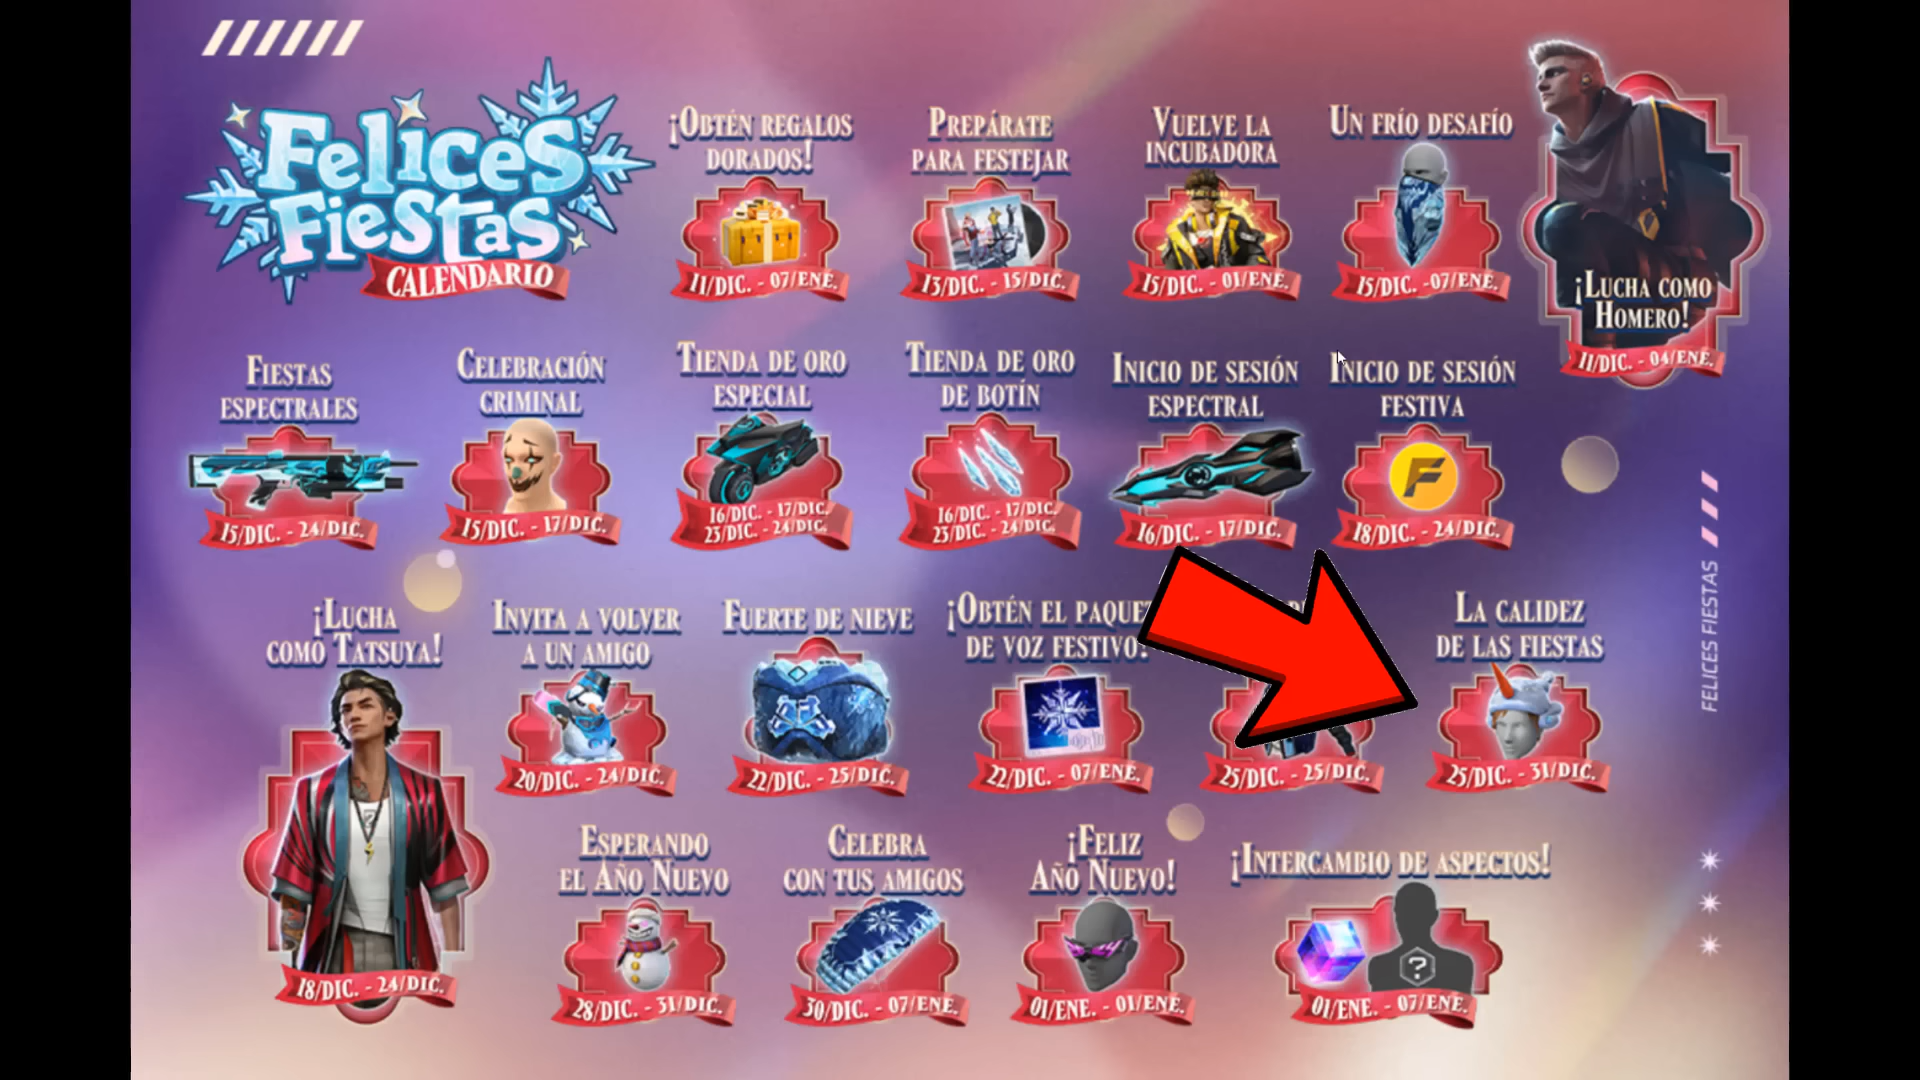 Felices
Fiestas
CALENDARIO
¡OBTÉN REGALOS
DORADOS!
11/DIC. - 07/ENE.
PREPÁRATE
PARA FESTEJAR
13/DIC. - 15/DIC.
VUELVE LA
INCUBADORA
15/DIC. - 01/ENE.
UN FRÍO DESAFÍO
15/DIC. -07/ENE.
¡LUCHA COMO
HOMERO!
11/DIC. - 04/ENE.
FIESTAS
ESPECTRALES
15/DIC. - 24/DIC.
CELEBRACIÓN
CRIMINAL
15/DIC. - 17/DIC.
TIENDA DE ORO
ESPECIAL
16/DIC. - 17/DIC.
23/DIC. - 24/DIC.
TIENDA DE ORO
DE BOTÍN
16/DIC. - 17/DIC.
23/DIC. - 24/DIC.
INICIO DE SESIÓN
ESPECTRAL
16/DIC. - 17/DIC.
INICIO DE SESIÓN
FESTIVA
F
18/DIC. - 24/DIC.
FELICES FIESTAS
¡LUCHA
COMO TATSUYA!
18/DIC. - 24/DIC.
INVITA A VOLVER
A UN AMIGO
20/DIC. - 24/DIC.
FUERTE DE NIEVE
22/DIC. - 25/DIC.
¡OBTÉN EL
DE VOZ FESTIVO!
22/DIC. - 07/ENE.
25/DIC. - 25/DIC.
LA CALIDEZ
DE LAS FIESTAS
25/DIC. - 31/DIC.
ESPERANDO
EL AÑO NUEVO
28/DIC. - 31/DIC.
CELEBRA
CON TUS AMIGOS
30/DIC. - 07/ENE.
¡FELIZ
AÑO NUEVO!
01/ENE. - 01/ENE.
¡INTERCAMBIO DE ASPECTOS!
?
01/ENE. - 07/ENE.